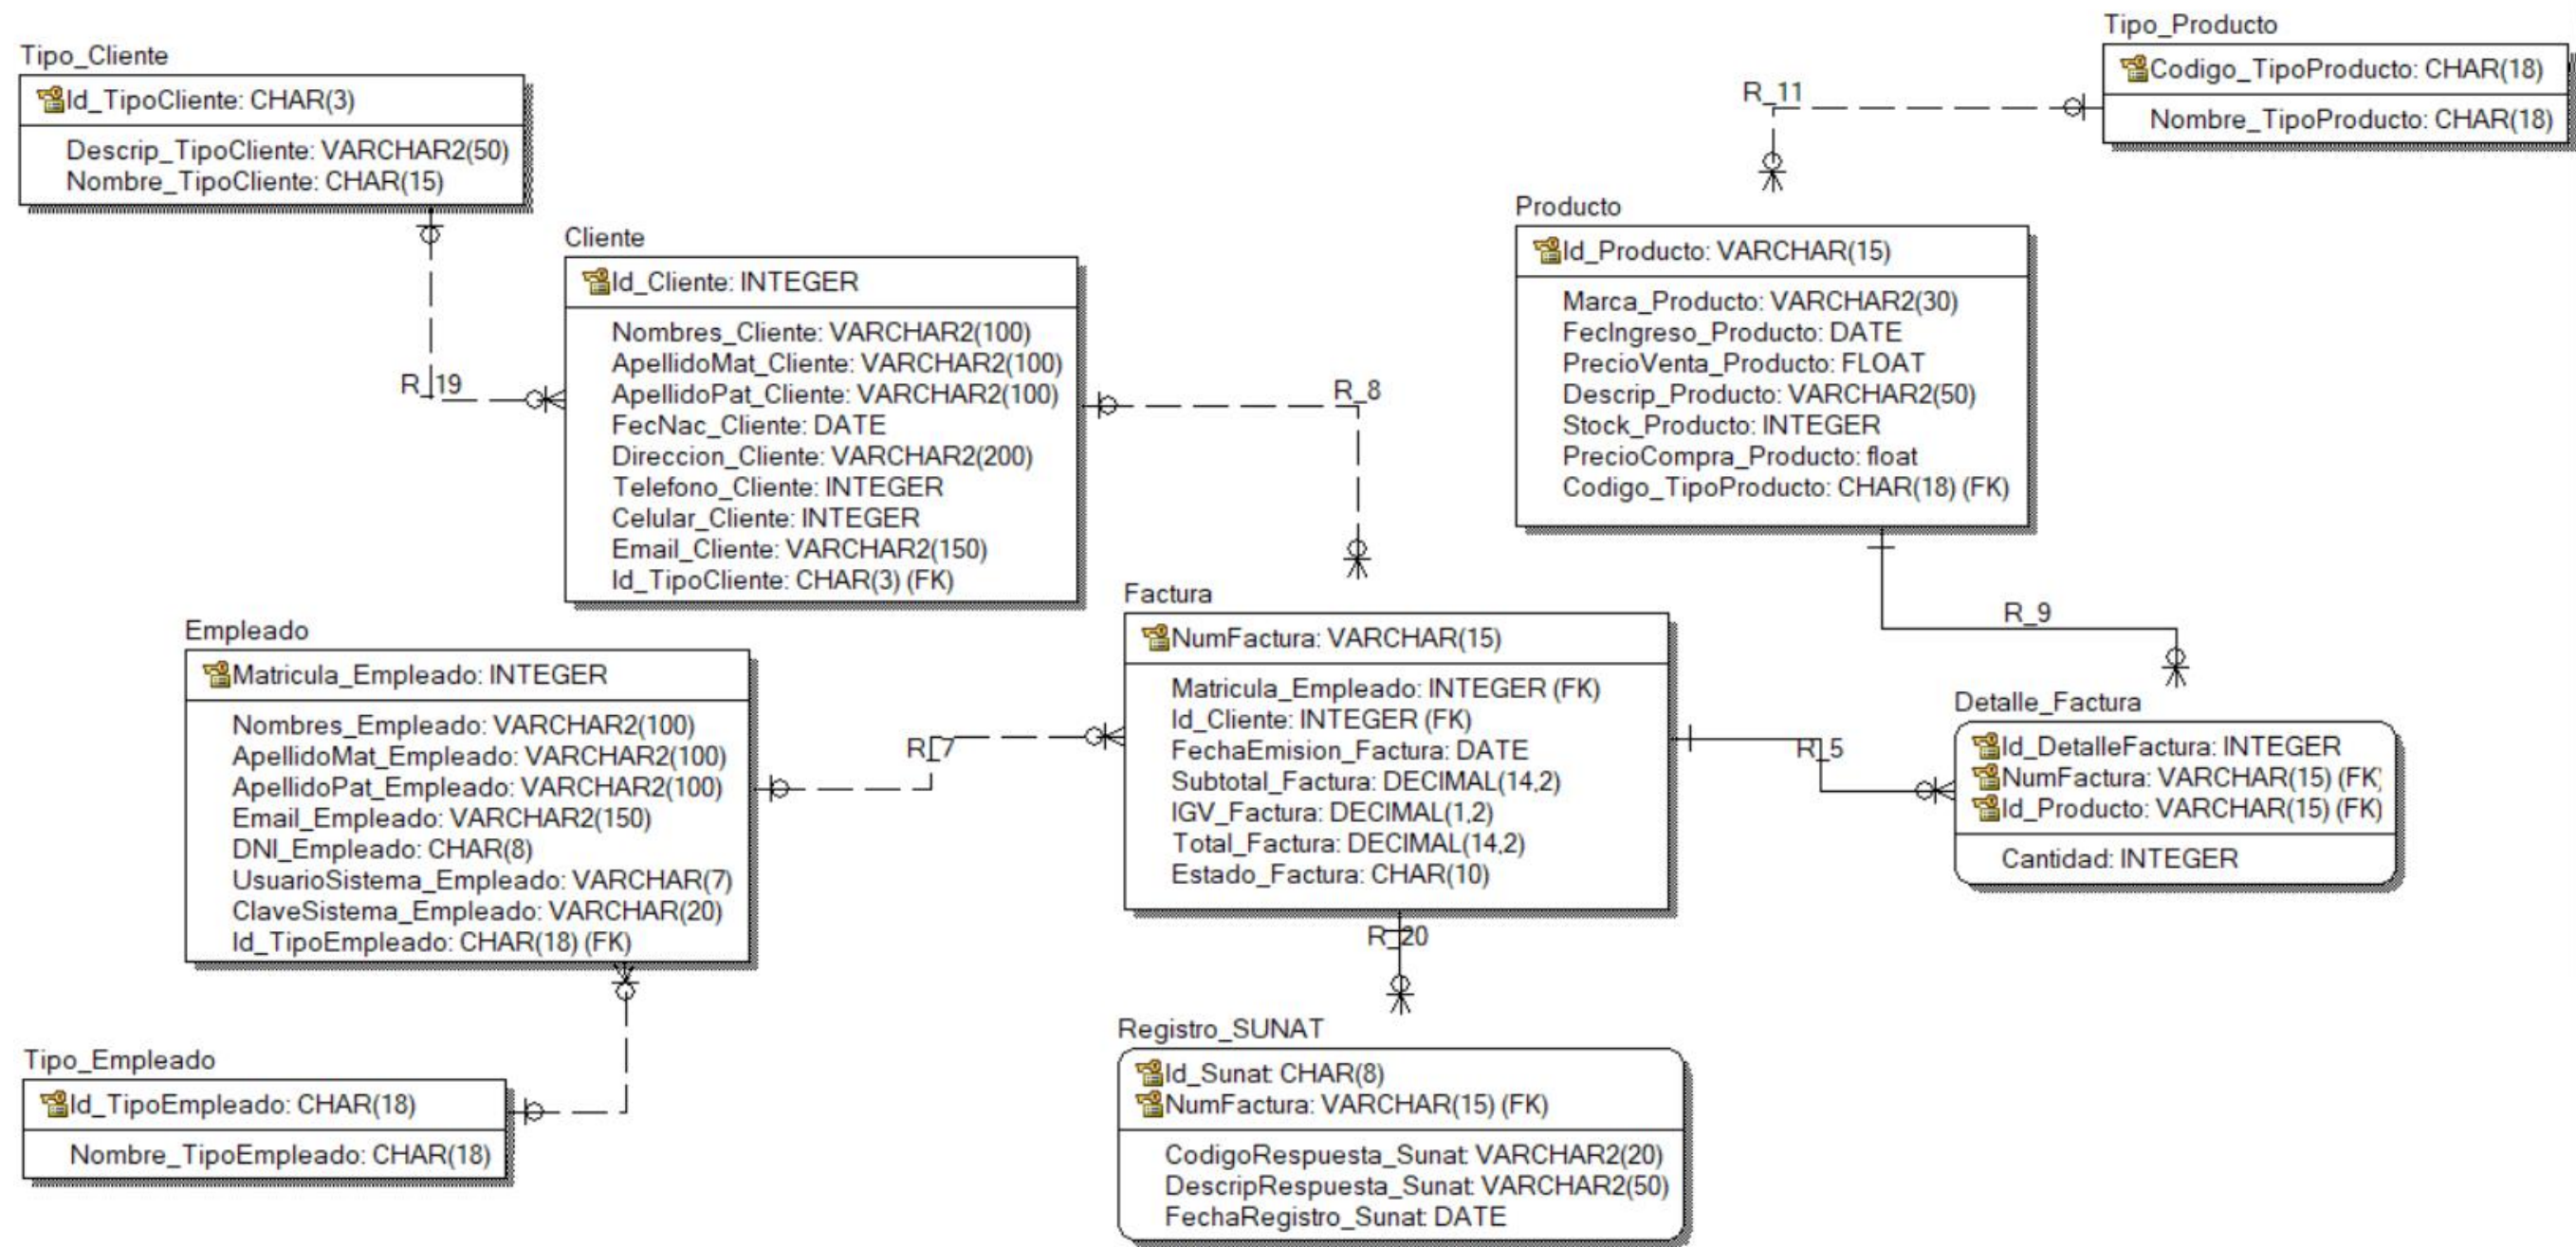 Tipo_Cliente
Id_TipoCliente: CHAR(3)
Descrip_TipoCliente: VARCHAR2(50)
Nombre_TipoCliente: CHAR(15)
R_19
Cliente
Id_Cliente: INTEGER
Nombres_Cliente: VARCHAR2(100)
ApellidoMat_Cliente: VARCHAR2(100)
ApellidoPat_Cliente: VARCHAR2(100)
FecNac_Cliente: DATE
Direccion_Cliente: VARCHAR2(200)
Telefono_Cliente: INTEGER
Celular_Cliente: INTEGER
Email_Cliente: VARCHAR2(150)
Id_TipoCliente: CHAR(3) (FK)
R_8
R_11
Tipo_Producto
Codigo_TipoProducto: CHAR(18)
Nombre_TipoProducto: CHAR(18)
Producto
Id_Producto: VARCHAR(15)
Marca_Producto: VARCHAR2(30)
FecIngreso_Producto: DATE
PrecioVenta_Producto: FLOAT
Descrip_Producto: VARCHAR2(50)
Stock_Producto: INTEGER
PrecioCompra_Producto: float
Codigo_TipoProducto: CHAR(18) (FK)
R_9
Empleado
Matricula_Empleado: INTEGER
Nombres_Empleado: VARCHAR2(100)
ApellidoMat_Empleado: VARCHAR2(100)
ApellidoPat_Empleado: VARCHAR2(100)
Email_Empleado: VARCHAR2(150)
DNI_Empleado: CHAR(8)
UsuarioSistema_Empleado: VARCHAR(7)
ClaveSistema_Empleado: VARCHAR(20)
Id_TipoEmpleado: CHAR(18) (FK)
R_7
Factura
NumFactura: VARCHAR(15)
Matricula_Empleado: INTEGER (FK)
Id_Cliente: INTEGER (FK)
FechaEmision_Factura: DATE
Subtotal_Factura: DECIMAL(14,2)
IGV_Factura: DECIMAL(1,2)
Total_Factura: DECIMAL(14,2)
Estado_Factura: CHAR(10)
R_5
Detalle_Factura
Id_DetalleFactura: INTEGER
NumFactura: VARCHAR(15) (FK)
Id_Producto: VARCHAR(15) (FK)
Cantidad: INTEGER
R_20
Tipo_Empleado
Id_TipoEmpleado: CHAR(18)
Nombre_TipoEmpleado: CHAR(18)
Registro_SUNAT
Id_Sunat: CHAR(8)
NumFactura: VARCHAR(15) (FK)
CodigoRespuesta_Sunat: VARCHAR2(20)
DescripRespuesta_Sunat: VARCHAR2(50)
FechaRegistro_Sunat: DATE